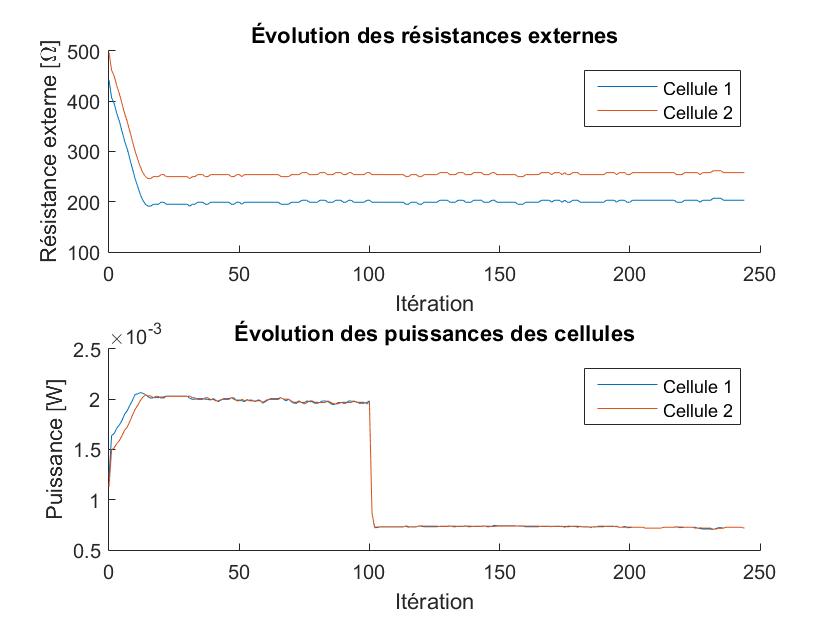 Évolution des résistances externes
Résistance externe [Ω]
500
400
300
200
100
Cellule 1
Cellule 2
0 50 100 150 200 250
Itération
Évolution des puissances des cellules
×10-3
Puissance [W]
2.5
2
1.5
1
0.5
Cellule 1
Cellule 2
0 50 100 150 200 250
Itération